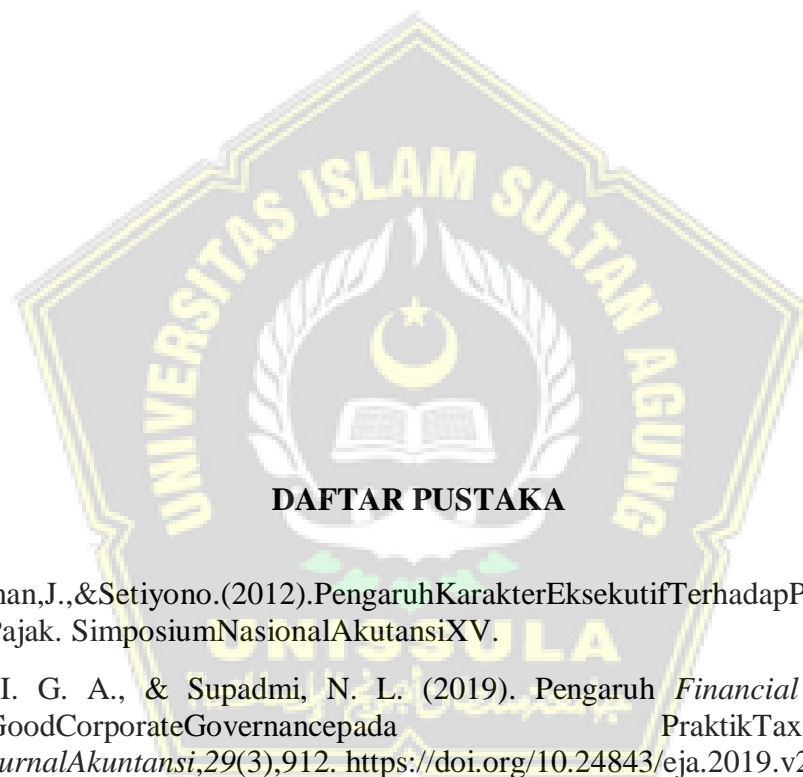 UNIVERSITAS ISLAM SULTAN AGUNG
DAFTAR PUSTAKA
nan,J.,&Setiyono.(2012).PengaruhKarakterEksekutifTerhadapP
Pajak. SimposiumNasionalAkutansiXV.
UNISSULA
I. G. A., & Supadmi, N. L. (2019). Pengaruh Financial
GoodCorporateGovernancepada PraktikTax
urnalAkuntansi,29(3),912. https://doi.org/10.24843/eja.2019.v2